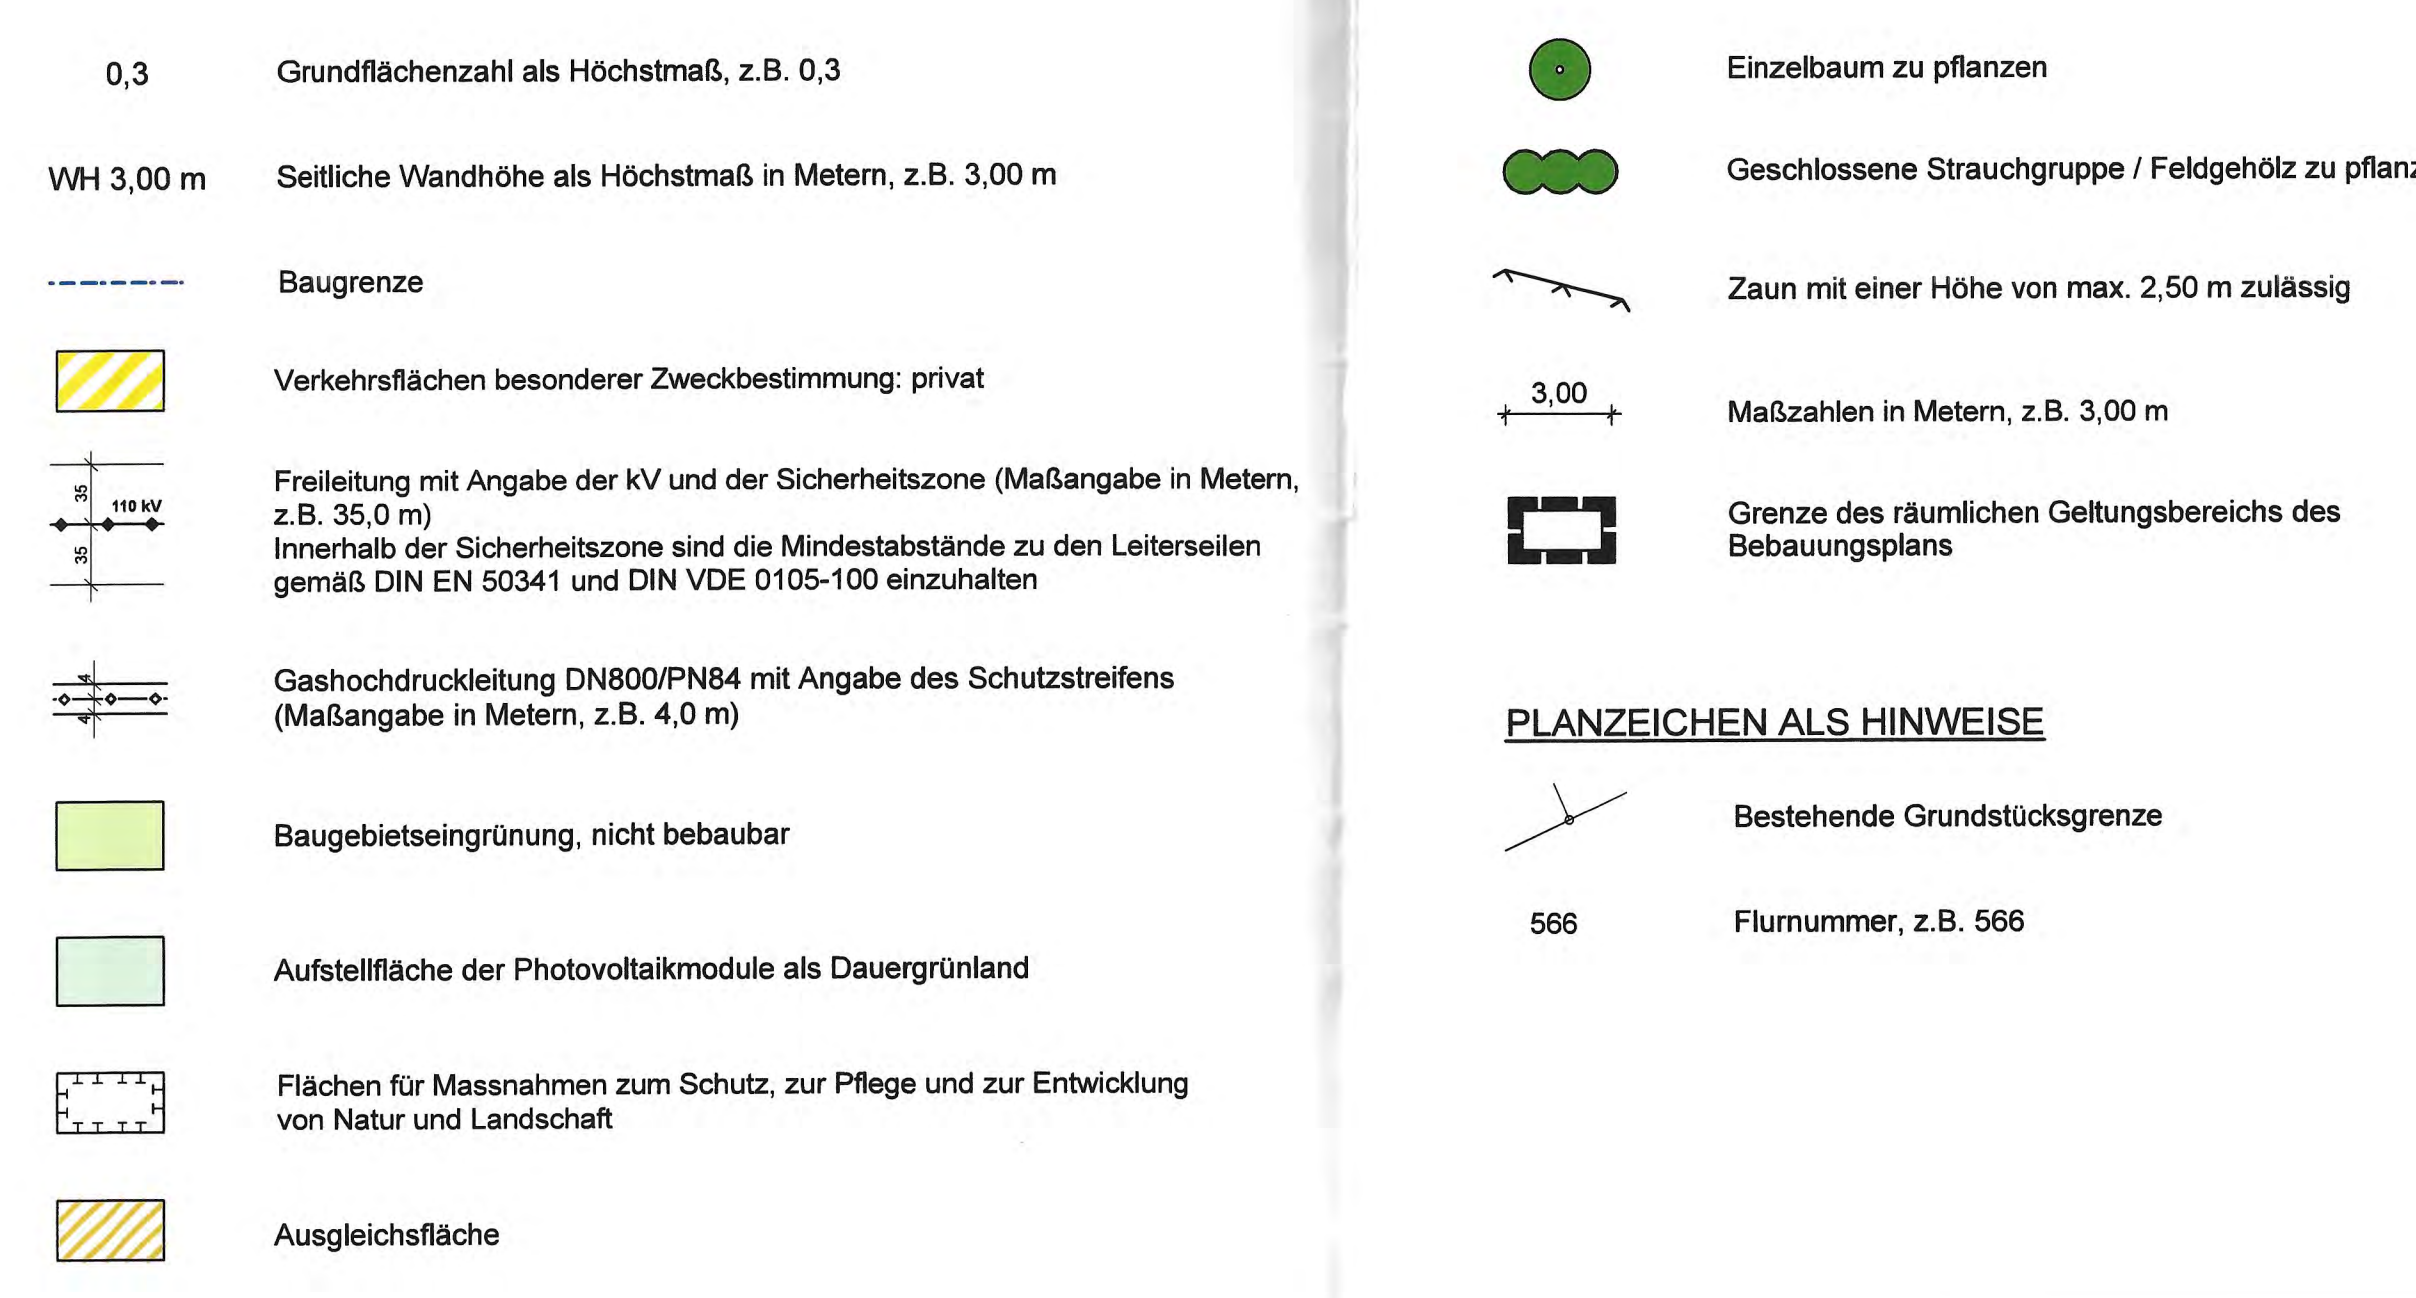 0,3 Grundflächenzahl als Höchstmaß, z.B. 0,3
WH 3,00 m Seitliche Wandhöhe als Höchstmaß in Metern, z.B. 3,00 m
Baugrenze
Verkehrsflächen besonderer Zweckbestimmung: privat
35
110 kV
35
Freileitung mit Angabe der kV und der Sicherheitszone (Maßangabe in Metern,
z.B. 35,0 m)
Innerhalb der Sicherheitszone sind die Mindestabstände zu den Leiterseilen
gemäß DIN EN 50341 und DIN VDE 0105-100 einzuhalten
4
4
Gashochdruckleitung DN800/PN84 mit Angabe des Schutzstreifens
(Maßangabe in Metern, z.B. 4,0 m)
Baugebietseingrünung, nicht bebaubar
Aufstellfläche der Photovoltaikmodule als Dauergrünland
Flächen für Massnahmen zum Schutz, zur Pflege und zur Entwicklung
von Natur und Landschaft
Ausgleichsfläche
Einzelbaum zu pflanzen
Geschlossene Strauchgruppe / Feldgehölz zu pflanz
Zaun mit einer Höhe von max. 2,50 m zulässig
3,00 Maßzahlen in Metern, z.B. 3,00 m
Grenze des räumlichen Geltungsbereichs des
Bebauungsplans
PLANZEICHEN ALS HINWEISE
Bestehende Grundstücksgrenze
566 Flurnummer, z.B. 566